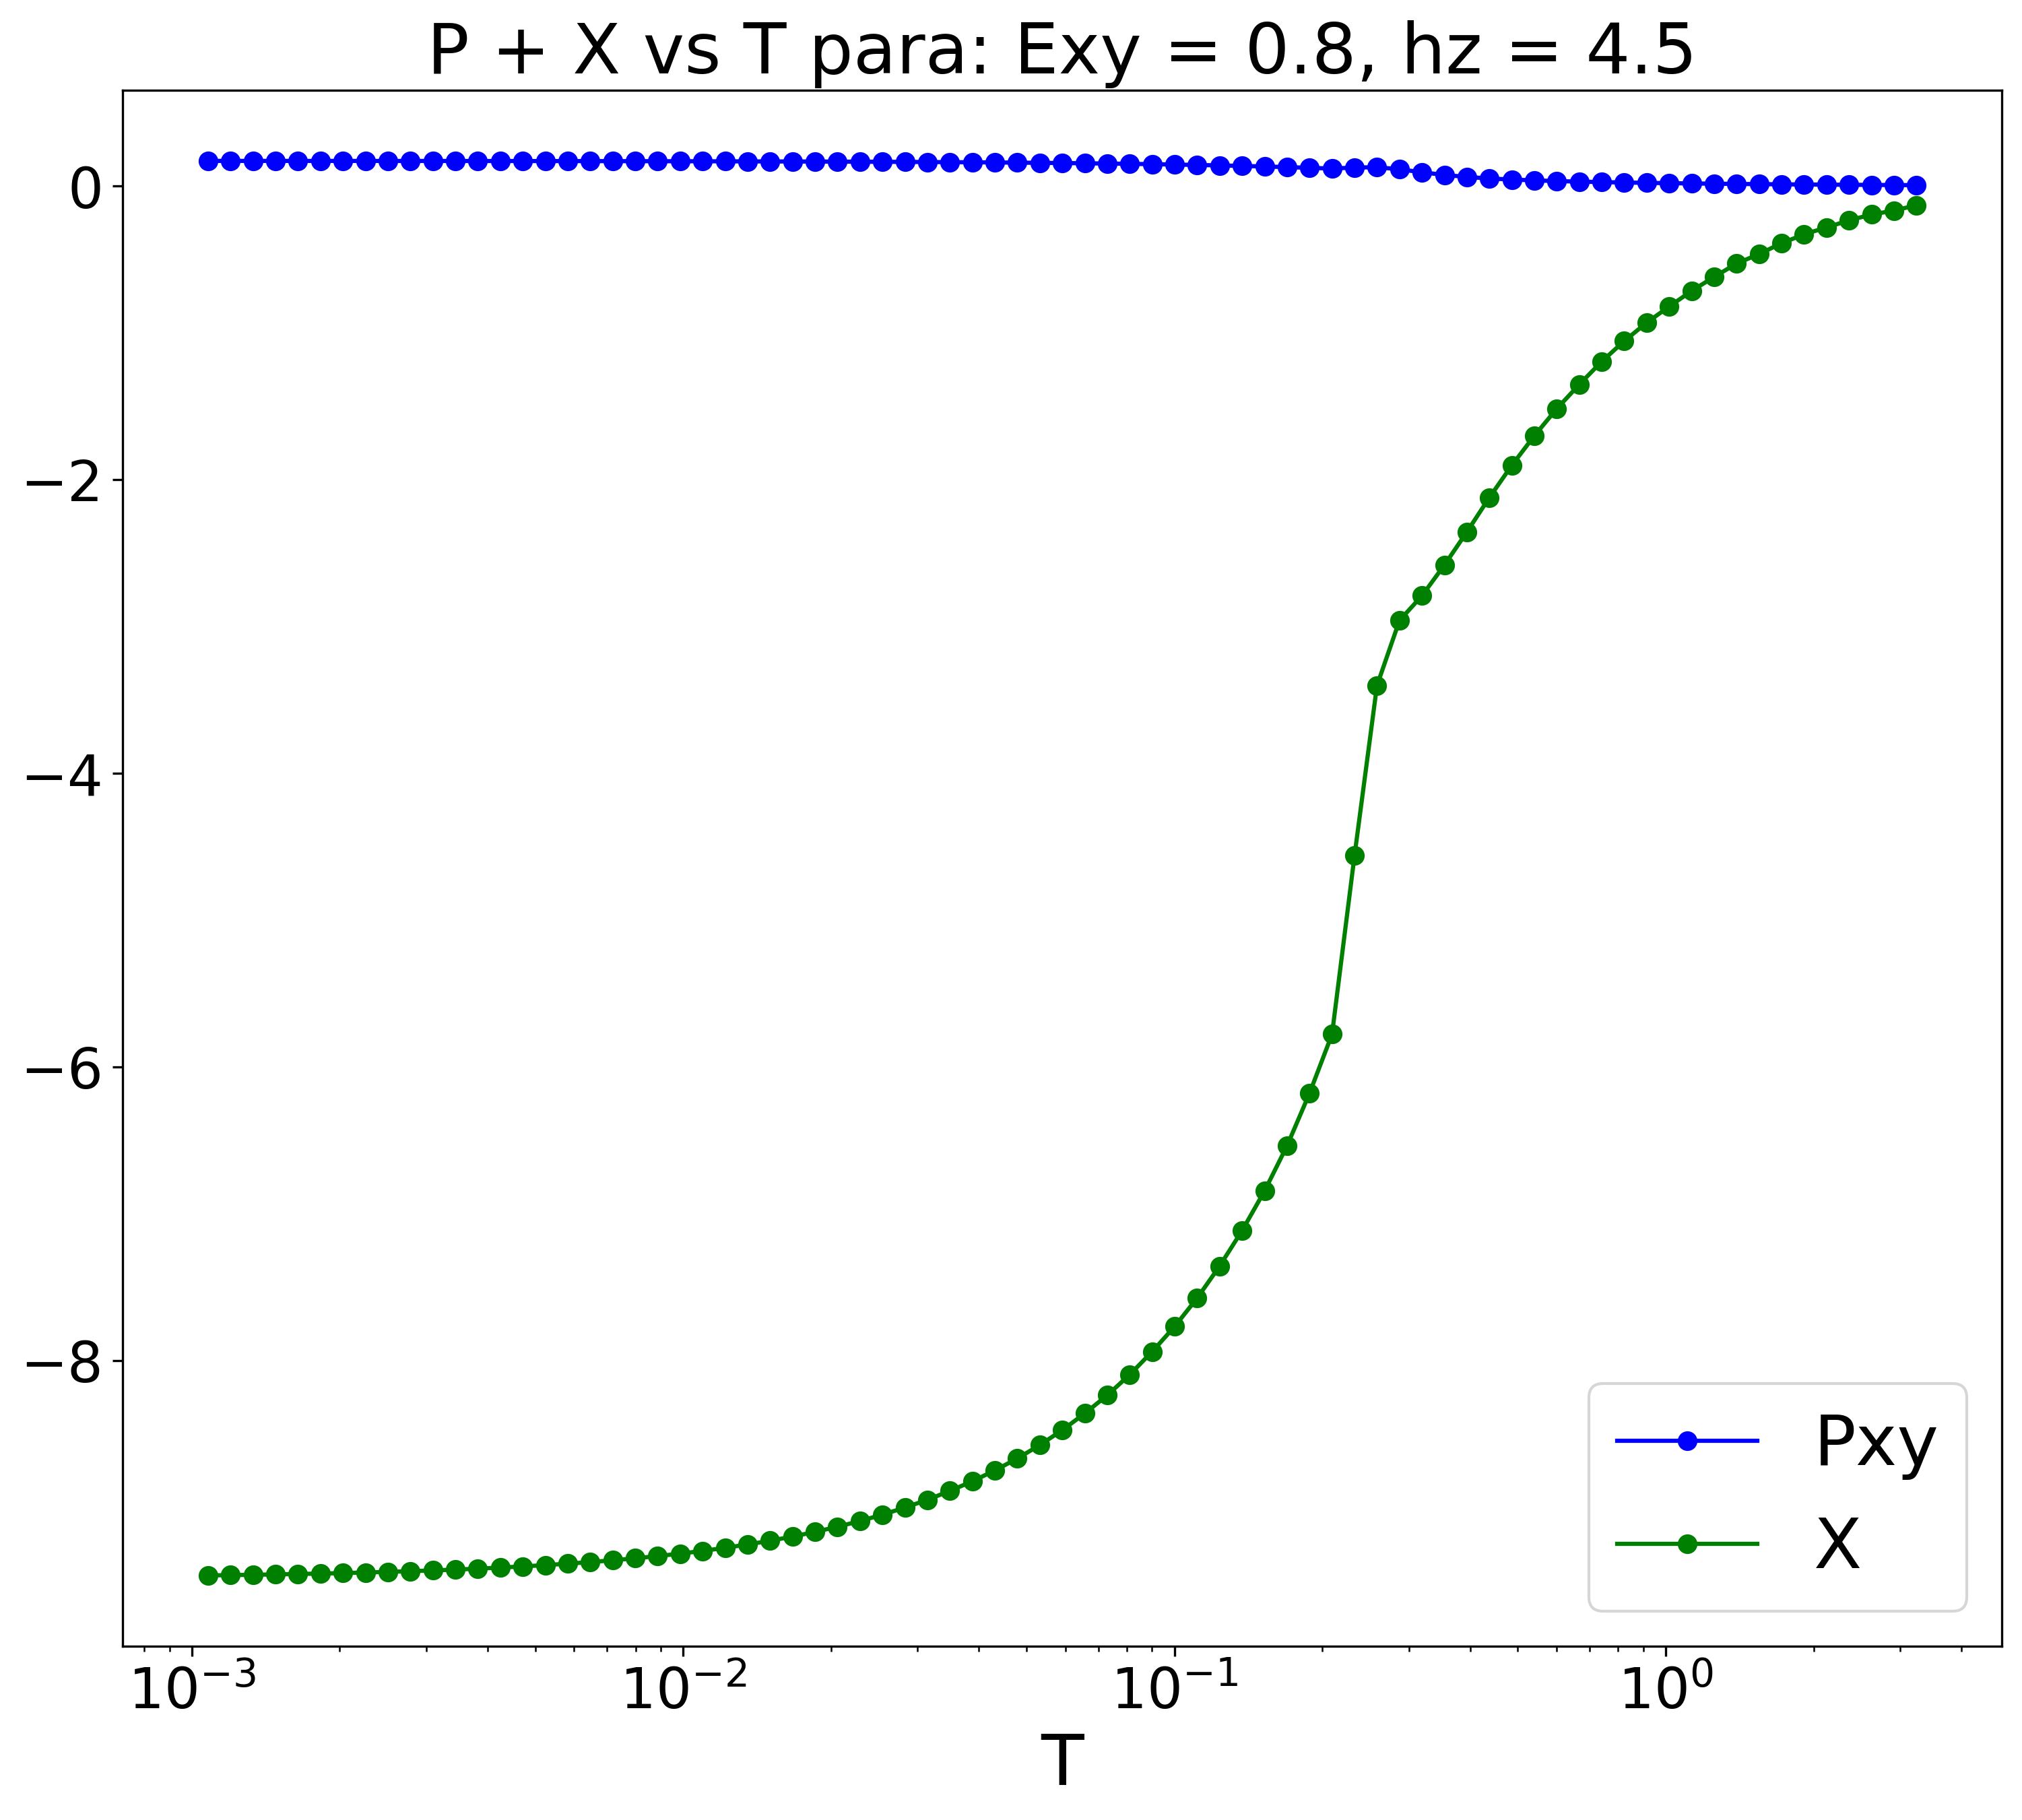 P + X vs T para: Exy = 0.8, hz = 4.5
0
−2
−4
−6
−8
Pxy
X
10⁻³ 10⁻² 10⁻¹ 10⁰
T